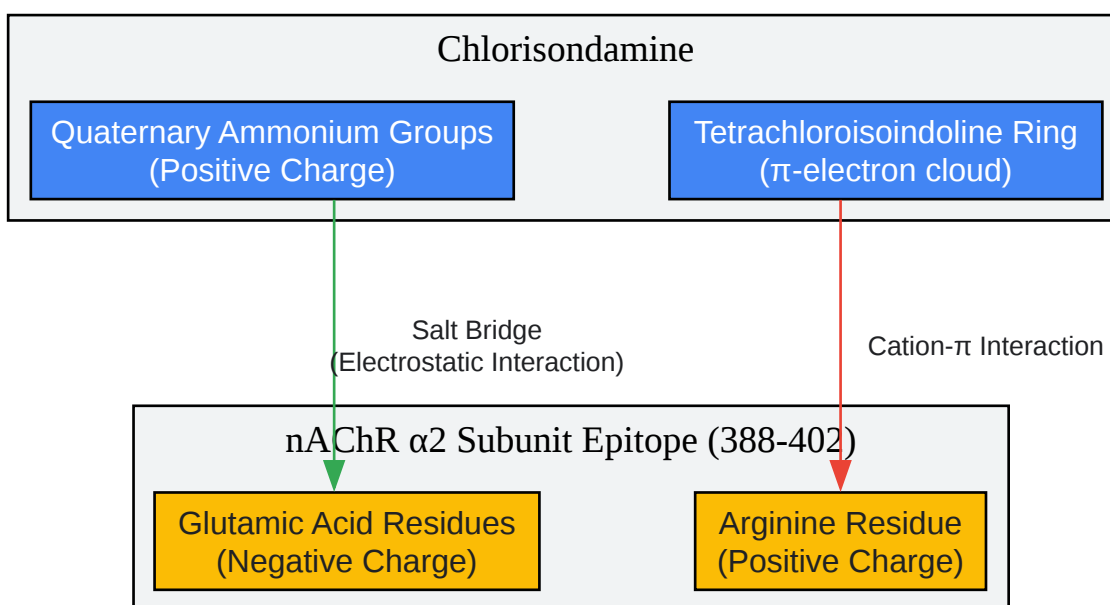 Chlorisondamine
Quaternary Ammonium Groups
(Positive Charge)
Tetrachloroisoindoline Ring
(π-electron cloud)
Salt Bridge
(Electrostatic Interaction)
Cation-π Interaction
nAChR α2 Subunit Epitope (388-402)
Glutamic Acid Residues
(Negative Charge)
Arginine Residue
(Positive Charge)